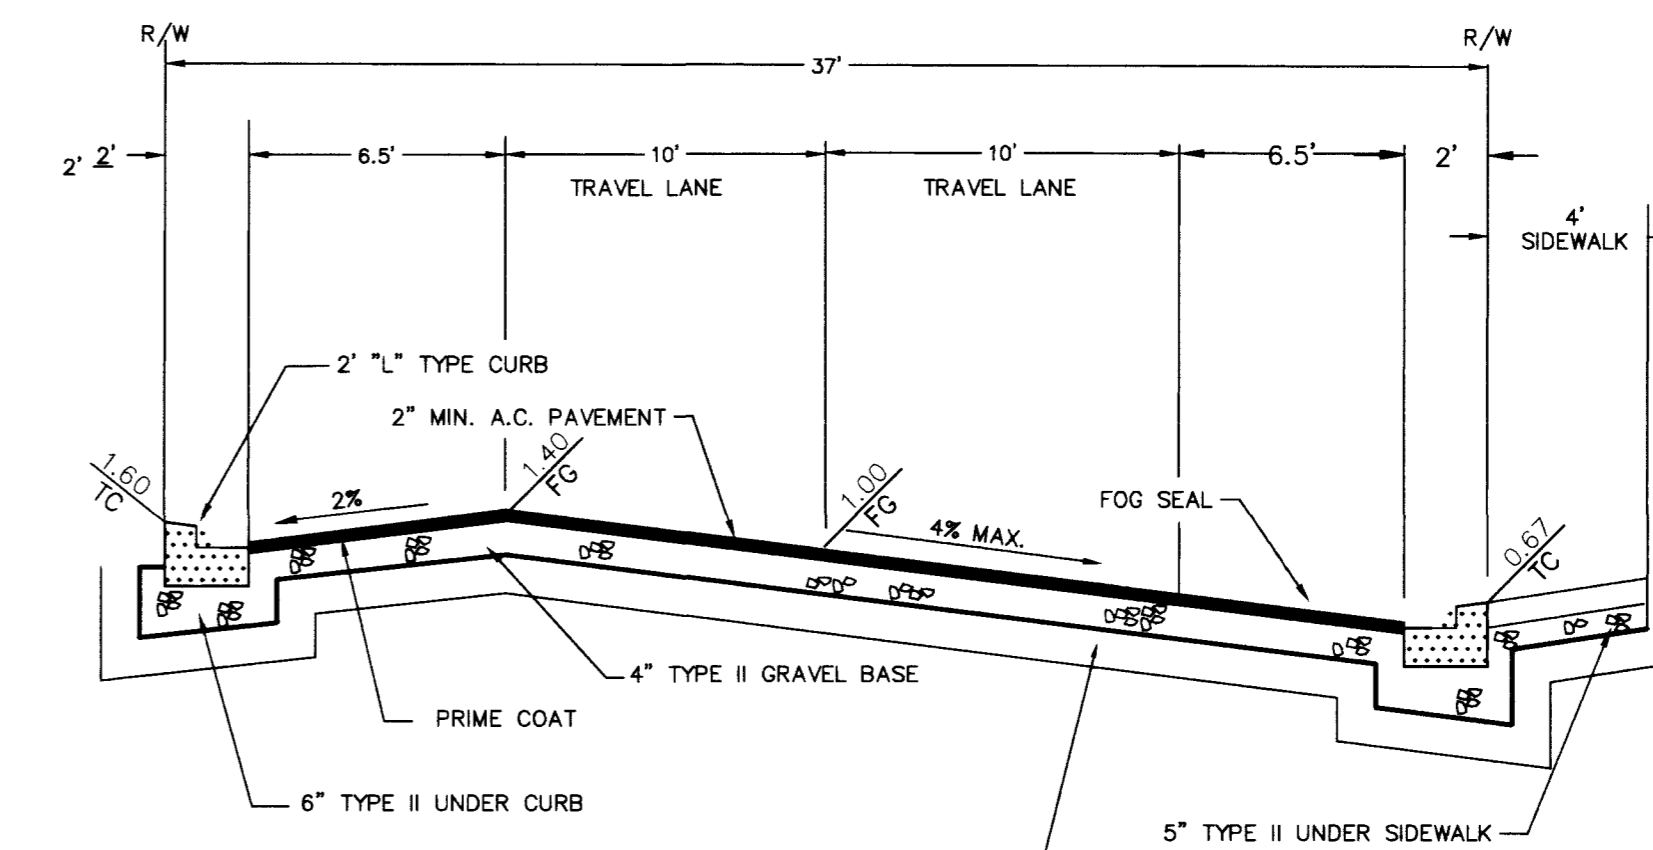 R/W
R/W
37'
2' 2'
6.5'
10'
10'
6.5'
2'
TRAVEL LANE
TRAVEL LANE
4'
SIDEWALK
2' "L" TYPE CURB
2" MIN. A.C. PAVEMENT
1.60
TC
2%
1.40
FG
1.00
FG
4% MAX.
FOG SEAL
0.67
TC
4" TYPE II GRAVEL BASE
PRIME COAT
6" TYPE II UNDER CURB
5" TYPE II UNDER SIDEWALK